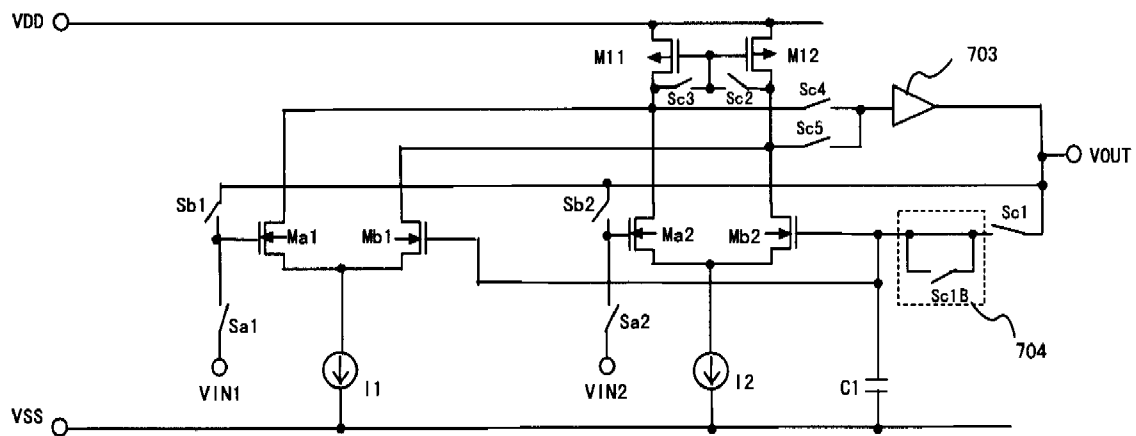 VDD
M11
M12
703
Sc3
Sc2
Sc4
Sc5
VOUT
Sb1
Sb2
Sc1
Ma1
Mb1
Ma2
Mb2
Sc1B
Sa1
Sa2
704
VIN1
I1
VIN2
I2
C1
VSS